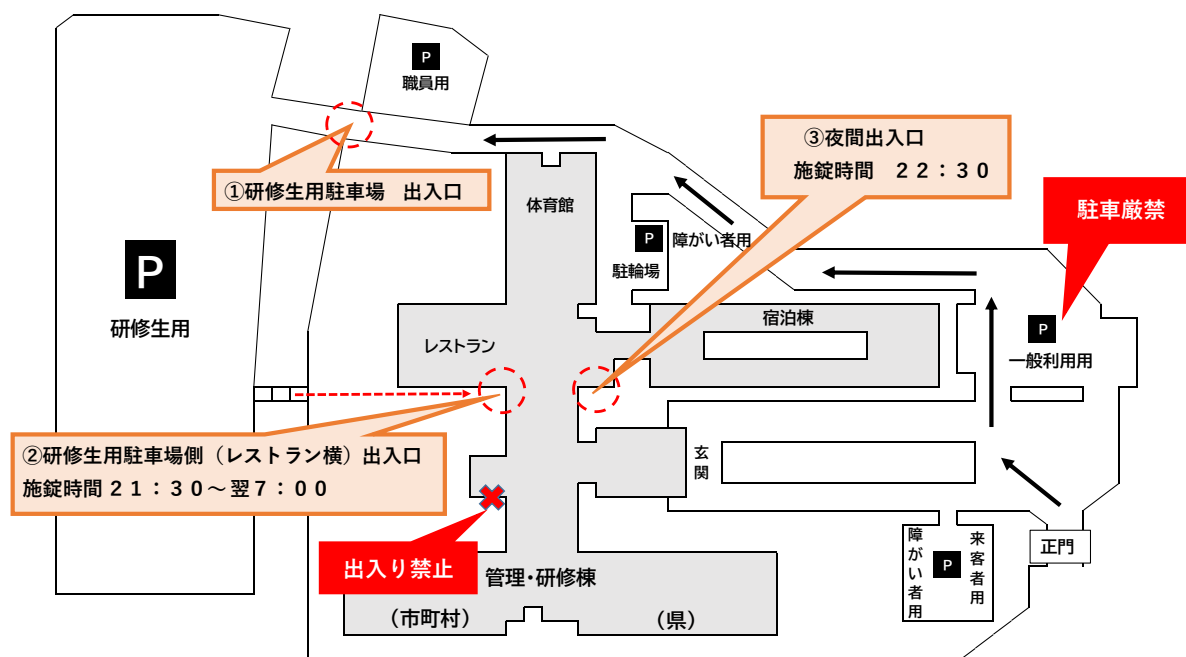 P
職員用
①研修生用駐車場　出入口
③夜間出入口
施錠時間　２２：３０
駐車厳禁
体育館
P
障がい者用
駐輪場
P
研修生用
宿泊棟
レストラン
P
一般利用用
②研修生用駐車場側（レストラン横）出入口
施錠時間２１：３０～翌７：００
玄関
出入り禁止
管理・研修棟
（市町村）
（県）
障がい者用
P
来客者用
正門